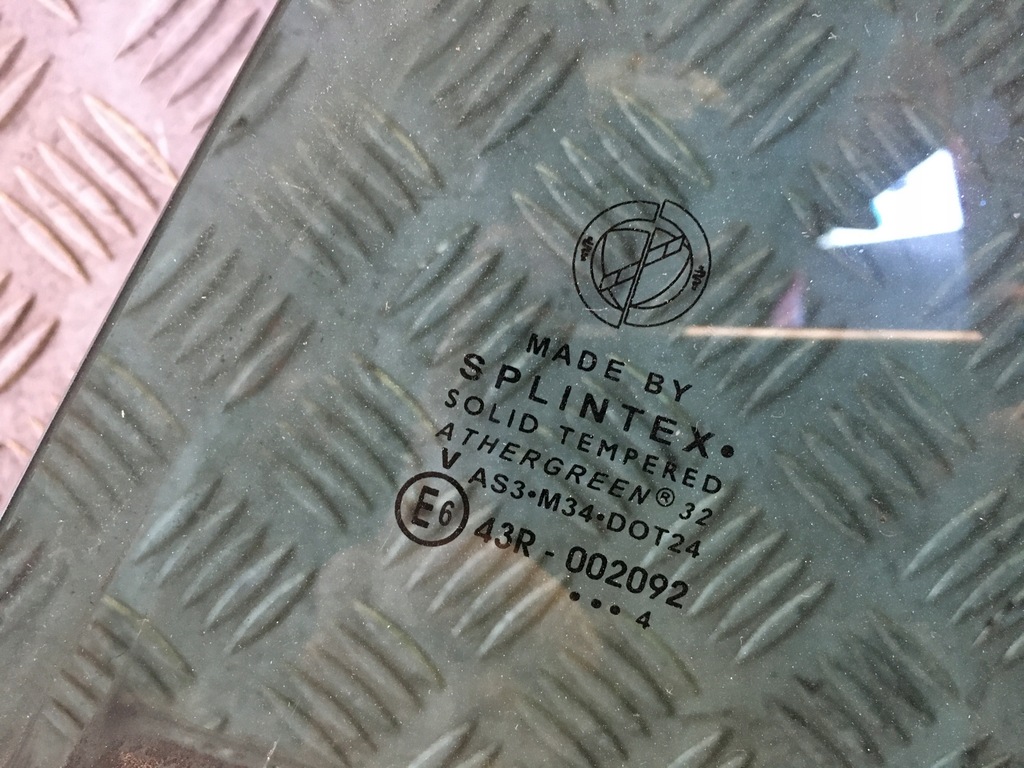 MADE BY
SPLINTEX•
SOLID TEMPERED
ATHERGREEN® 32
V AS3•M34•DOT24
E6 43R - 002092
••• 4